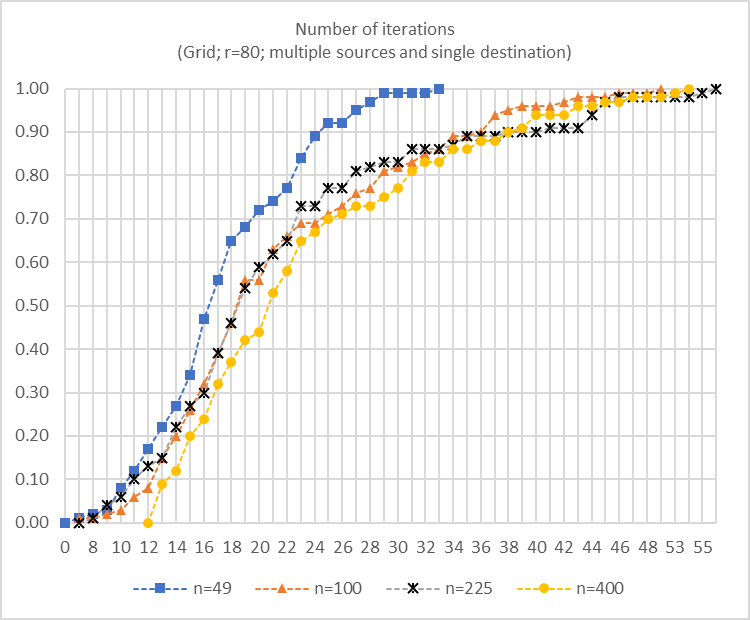 Number of iterations
(Grid; r=80; multiple sources and single destination)
1.00
0.90
0.80
0.70
0.60
0.50
0.40
0.30
0.20
0.10
0.00
0 8 10 12 14 16 18 20 22 24 26 28 30 32 34 36 38 40 42 44 46 48 53 55
n=49 n=100 n=225 n=400